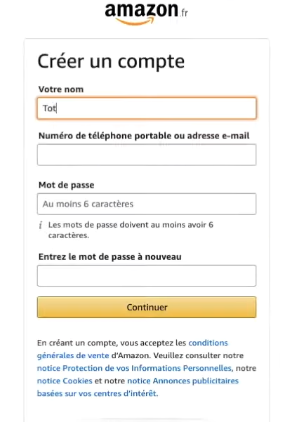 amazon.fr
Créer un compte
Votre nom
Tot
Numéro de téléphone portable ou adresse e-mail
Mot de passe
Au moins 6 caractères
i Les mots de passe doivent au moins avoir 6
caractères.
Entrez le mot de passe à nouveau
Continuer
En créant un compte, vous acceptez les conditions
générales de vente d'Amazon. Veuillez consulter notre
notice Protection de vos Informations Personnelles, notre
notice Cookies et notre notice Annonces publicitaires
basées sur vos centres d'intérêt.